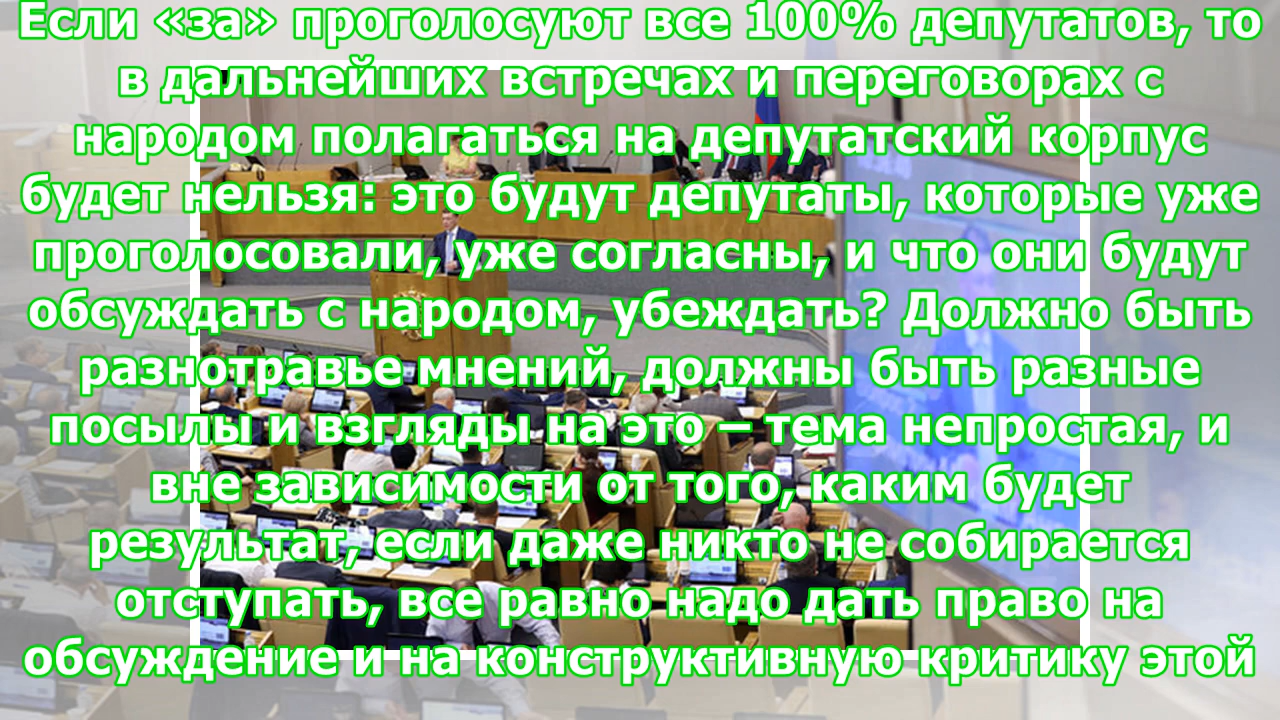 Если «за» проголосуют все 100% депутатов, то
в дальнейших встречах и переговорах с
народом полагаться на депутатский корпус
будет нельзя: это будут депутаты, которые уже
проголосовали, уже согласны, и что они будут
обсуждать с народом, убеждать? Должно быть
разнотравье мнений, должны быть разные
посылы и взгляды на это – тема непростая, и
вне зависимости от того, каким будет
результат, если даже никто не собирается
отступать, все равно надо дать право на
обсуждение и на конструктивную критику этой